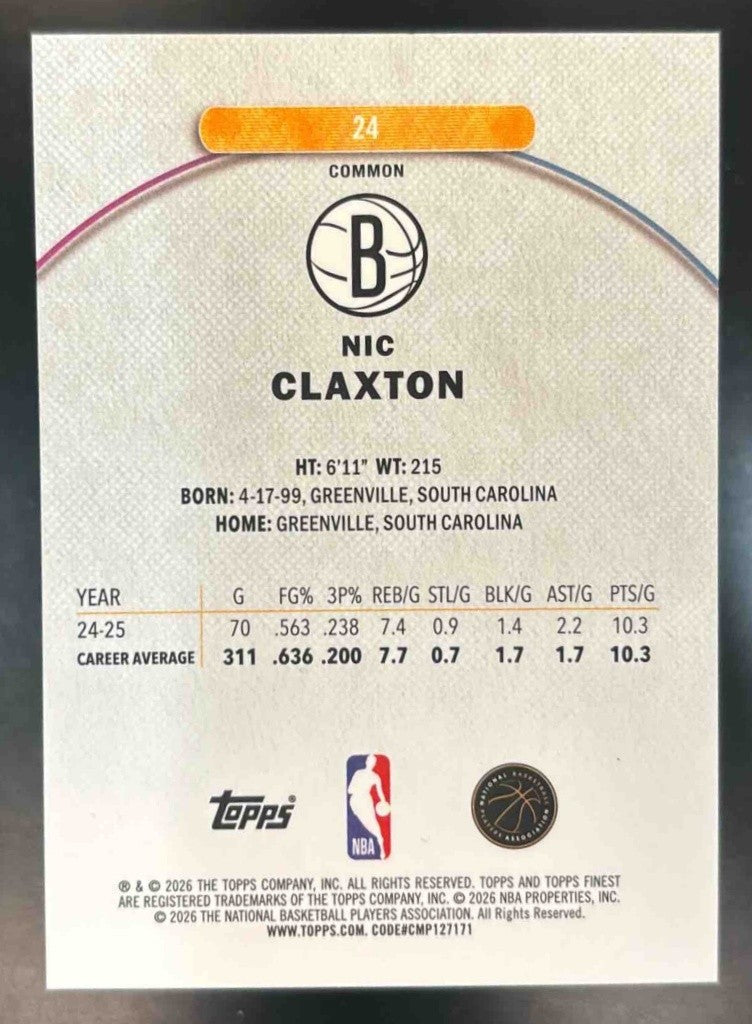 24
COMMON
B
NIC
CLAXTON
HT: 6'11" WT: 215
BORN: 4-17-99, GREENVILLE, SOUTH CAROLINA
HOME: GREENVILLE, SOUTH CAROLINA
YEAR G FG% 3P% REB/G STL/G BLK/G AST/G PTS/G
24-25 70 .563 .238 7.4 0.9 1.4 2.2 10.3
CAREER AVERAGE 311 .636 .200 7.7 0.7 1.7 1.7 10.3
Topps®
NBA
NATIONAL BASKETBALL PLAYERS ASSOCIATION
® & © 2026 THE TOPPS COMPANY, INC. ALL RIGHTS RESERVED. TOPPS AND TOPPS FINEST
ARE REGISTERED TRADEMARKS OF THE TOPPS COMPANY, INC. © 2026 NBA PROPERTIES, INC.
© 2026 THE NATIONAL BASKETBALL PLAYERS ASSOCIATION. All Rights Reserved.
WWW.TOPPS.COM. CODE#CMP127171